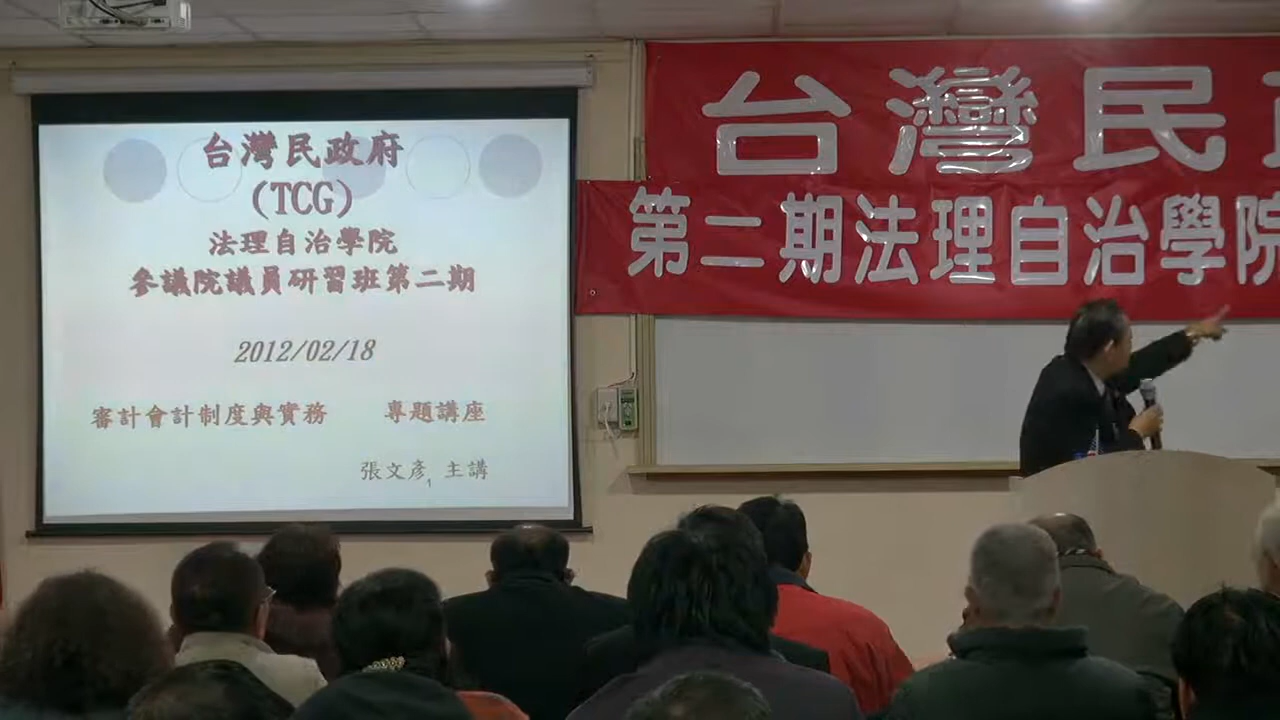 台灣民政府
(TCG)
法理自治學院
參議院議員研習班第二期
2012/02/18
審計會計制度與實務 專題講座
張文彥, 主講
台灣民
第二期法理自治學院